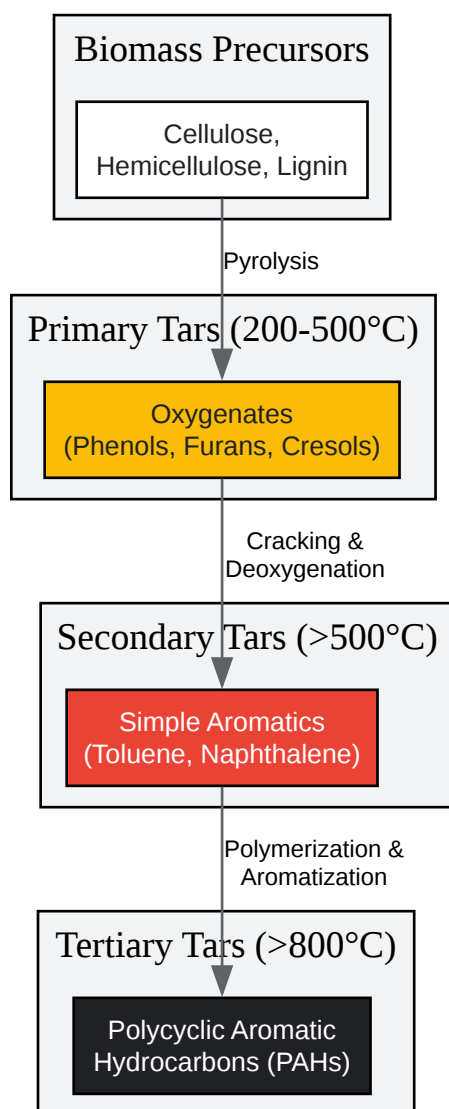 Biomass Precursors
Cellulose,
Hemicellulose, Lignin
Pyrolysis
Primary Tars (200-500°C)
Oxygenates
(Phenols, Furans, Cresols)
Cracking &
Deoxygenation
Secondary Tars (>500°C)
Simple Aromatics
(Toluene, Naphthalene)
Polymerization &
Aromatization
Tertiary Tars (>800°C)
Polycyclic Aromatic
Hydrocarbons (PAHs)